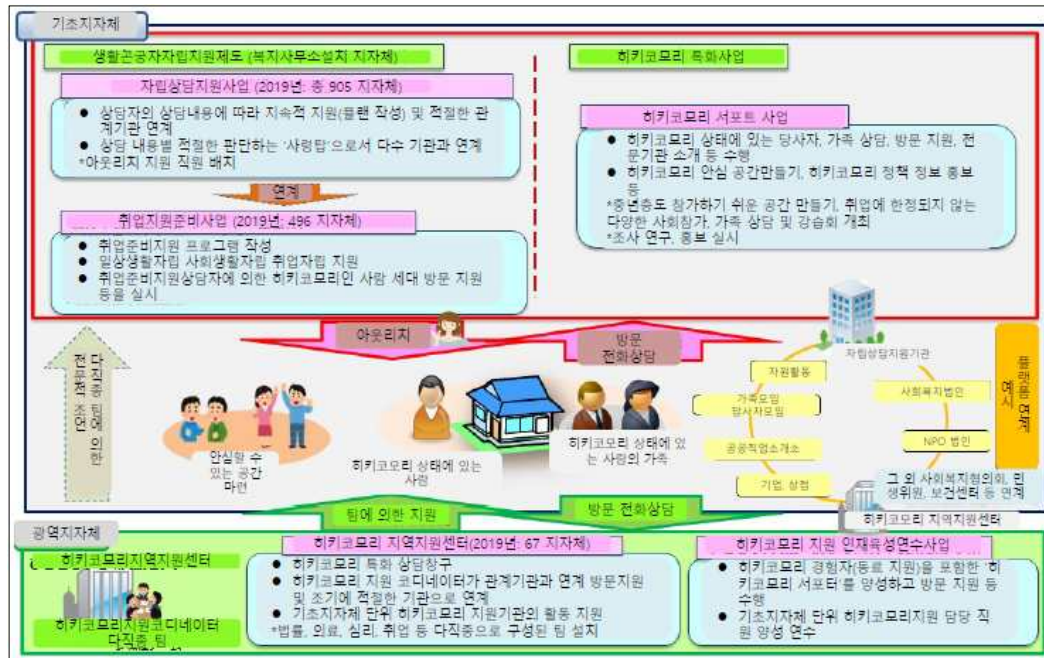 기초지자체
생활곤궁자자립지원제도 (복지사무소설치 지자체)
자립상담지원사업 (2019년: 총 905 지자체)
● 상담자의 상담내용에 따라 지속적 지원(플랜 작성) 및 적절한 관
계기관 연계
● 상담 내용별 적절한 판단하는 '사령탑'으로서 다수 기관과 연계
*아웃리치 지원 직원 배치
연계
취업지원준비사업 (2019년: 496 지자체)
● 취업준비지원 프로그램 작성
● 일상생활자립 사회생활자립 취업자립 지원
● 취업준비지원상담자에 의한 히키코모리인 사람 세대 방문 지원
등을 실시
히키코모리 특화사업
히키코모리 서포트 사업
● 히키코모리 상태에 있는 당사자, 가족 상담, 방문 지원, 전
문기관 소개 등 수행
● 히키코모리 안심 공간만들기, 히키코모리 정책 정보 홍보
등
*중년층도 참가하기 쉬운 공간 만들기, 취업에 한정되지 않는
다양한 사회참가, 가족 상담 및 강습회 개최
*조사 연구, 홍보 실시
다직종 팀에 의한
전문적 조언
아웃리치
방문
전화상담
안심할 수
있는 공간
마련
히키코모리 상태에 있는
사람
히키코모리 상태에 있
는 사람의 가족
자립상담지원기관
자원활동
가족모임
당사자모임
공공직업소개소
기업, 상점
사회복지법인
NPO 법인
그 외 사회복지협의회, 민
생위원, 보건센터 등 연계
히키코모리 지역지원센터
플랫폼 연계
예시
팀에 의한 지원
방문 전화상담
광역지자체
히키코모리지역지원센터
히키코모리지원코디네이터
다직종 팀
히키코모리 지역지원센터(2019년: 67 지자체)
● 히키코모리 특화 상담창구
● 히키코모리 지원 코디네이터가 관계기관과 연계 방문지원
및 조기에 적절한 기관으로 연계
● 기초지자체 단위 히키코모리 지원기관의 활동 지원
*법률, 의료, 심리, 취업 등 다직종으로 구성된 팀 설치
히키코모리 지원 인재육성연수사업
● 히키코모리 경험자(동료 지원)을 포함한 '히
키코모리 서포터'를 양성하고 방문 지원 등
수행
● 기초지자체 단위 히키코모리지원 담당 직
원 양성 연수